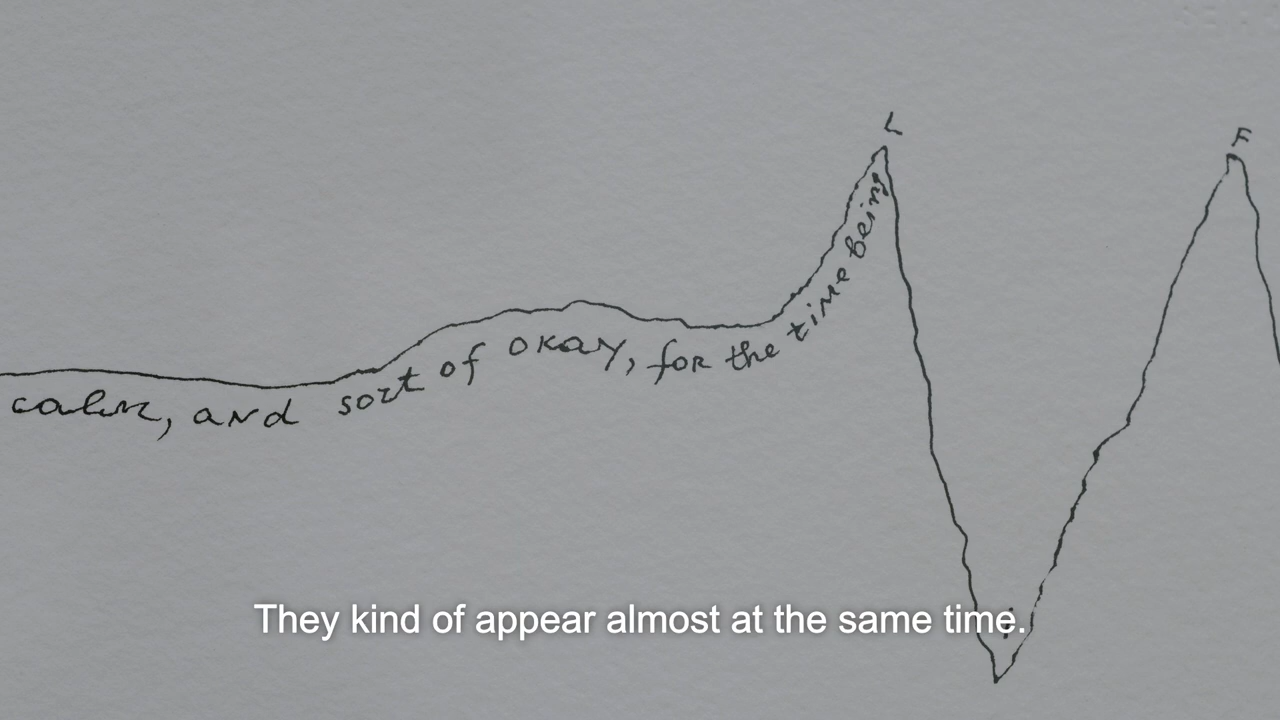 L
F
calm, and sort of okay, for the time being
They kind of appear almost at the same time.